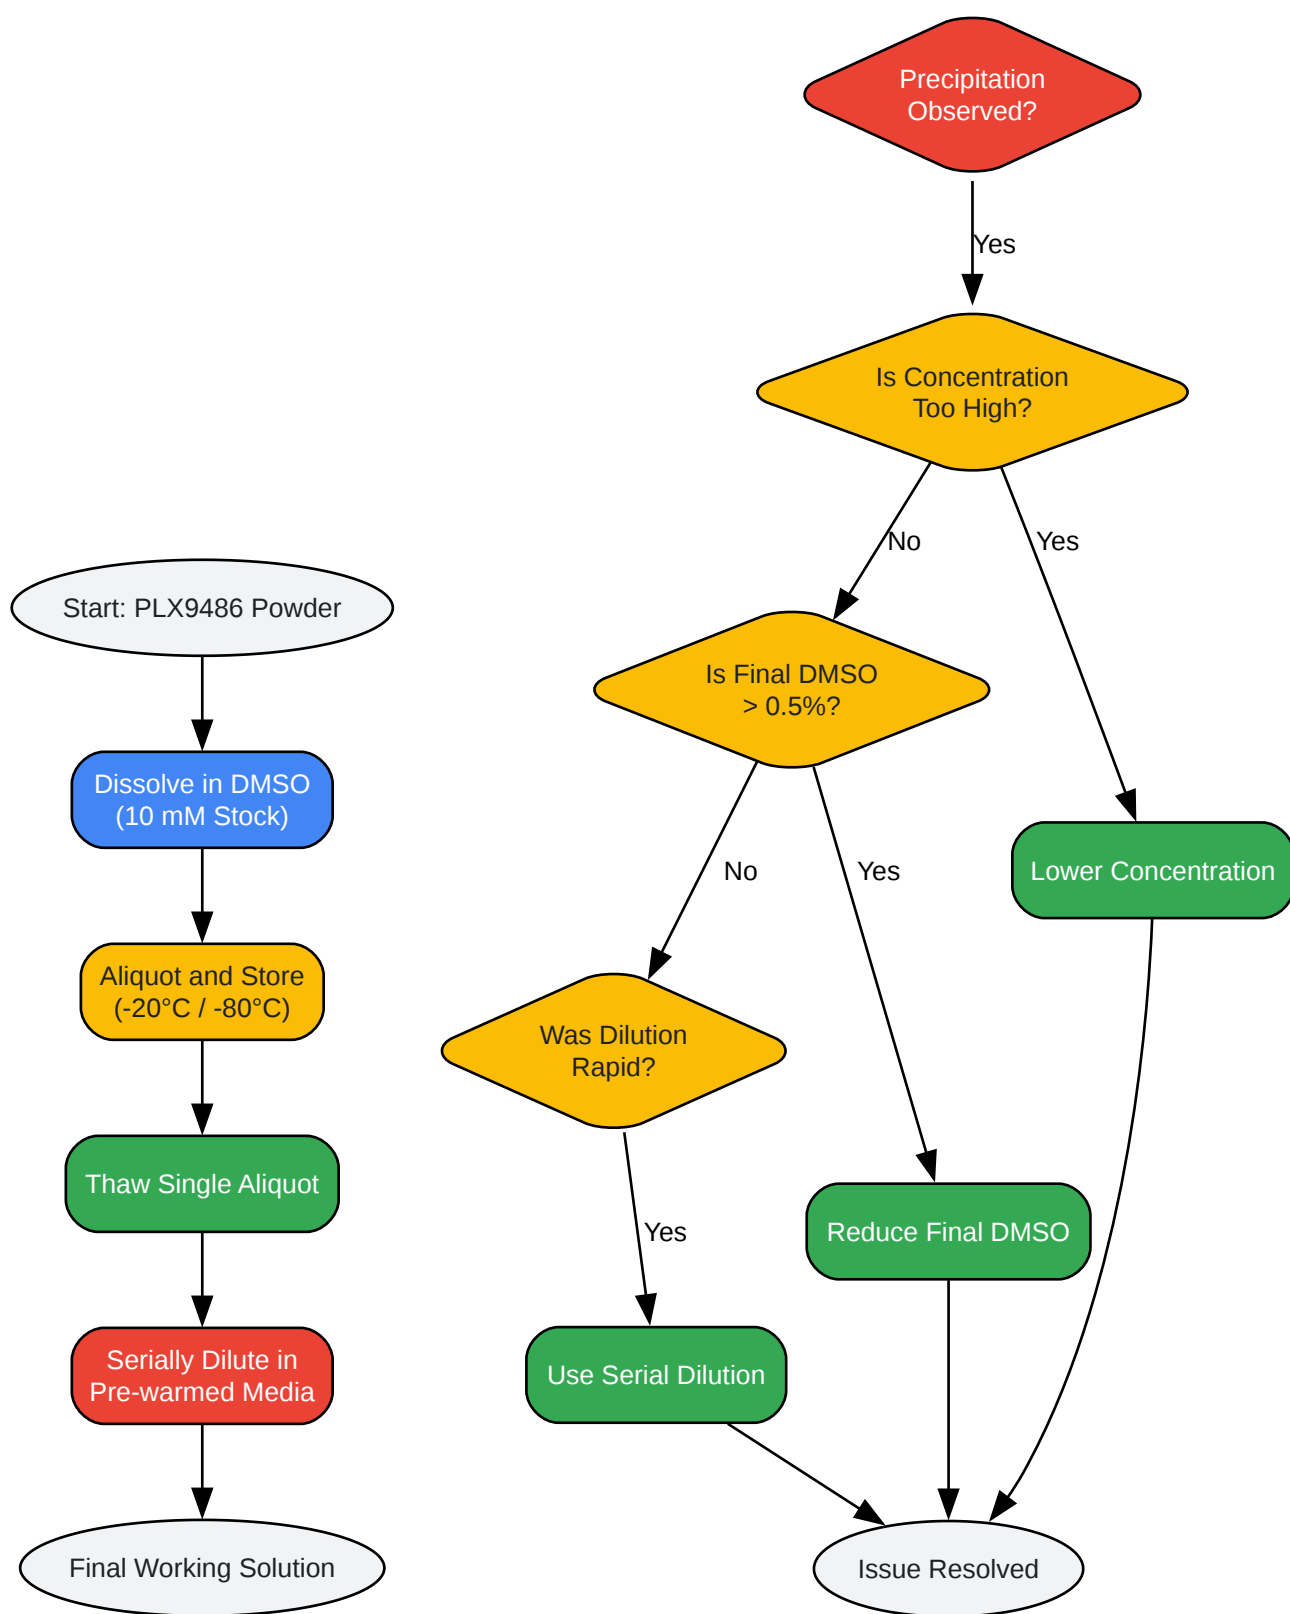 Start: PLX9486 Powder
Dissolve in DMSO
(10 mM Stock)
Aliquot and Store
(-20°C / -80°C)
Thaw Single Aliquot
Serially Dilute in
Pre-warmed Media
Final Working Solution
Precipitation
Observed?
Yes
Is Concentration
Too High?
No
Yes
Is Final DMSO
> 0.5%?
No
Yes
Lower Concentration
Was Dilution
Rapid?
Yes
Reduce Final DMSO
Use Serial Dilution
Issue Resolved